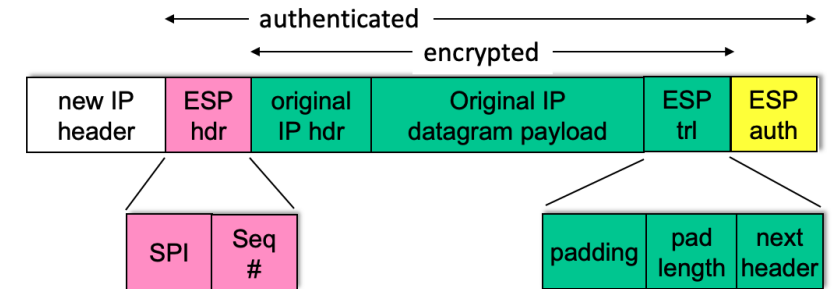 authenticated
encrypted
new IP
header
ESP
hdr
original
IP hdr
Original IP
datagram payload
ESP
trl
ESP
auth
SPI
Seq
#
padding
pad
length
next
header